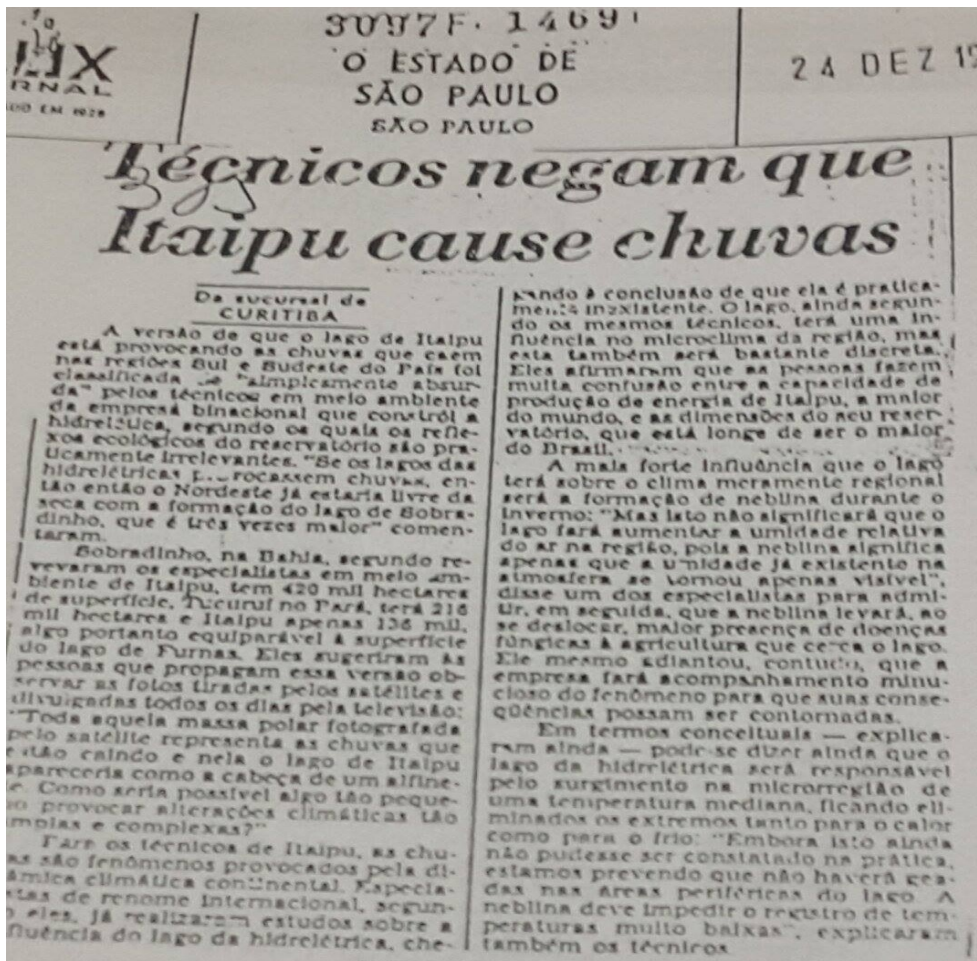 JORNAL
EM 1928
O ESTADO DE
SÃO PAULO
SÃO PAULO
24 DEZ
Técnicos negam que
Itaipu cause chuvas
Da sucursal de
CURITIBA
A versão de que o lago de Itaipu
está provocando as chuvas que caem
nas regiões Sul e Sudeste do País foi
classificada de "simplesmente absur-
da" pelos técnicos em meio ambiente
da empresa binacional que constrói a
hidrelétrica, segundo os quais os refle-
xos ecológicos do reservatório são pra-
ticamente irrelevantes. "Se os lagos das
hidrelétricas provocassem chuvas, en-
tão então o Nordeste já estaria livre da
seca com a formação do lago de Sobra-
dinho, que é três vezes maior" comen-
taram.
Sobradinho, na Bahia, segundo re-
vevaram os especialistas em meio am-
biente de Itaipu, tem 420 mil hectares
de superfície, Tucuruí no Pará, terá 216
mil hectares e Itaipu apenas 136 mil,
algo portanto equiparável à superfície
do lago de Furnas. Eles sugeriram às
pessoas que propagam essa versão ob-
servar as fotos tiradas pelos satélites e
divulgadas todos os dias pela televisão:
"Toda aquela massa polar fotografada
pelo satélite representa as chuvas que
estão caindo e nela o lago de Itaipu
apareceria como a cabeça de um alfine-
te. Como seria possível algo tão peque-
no provocar alterações climáticas tão
amplas e complexas?"
Para os técnicos de Itaipu, as chu-
vas são fenômenos provocados pela di-
nâmica climática continental. Especia-
listas de renome internacional, segun-
do eles, já realizaram estudos sobre a
influência do lago da hidrelétrica, che-
gando à conclusão de que ela é pratica-
mente inexistente. O lago, ainda segun-
do os mesmos técnicos, terá uma in-
fluência no microclima da região, mas
esta também será bastante discreta.
Eles afirmaram que as pessoas fazem
muita confusão entre a capacidade de
produção de energia de Itaipu, a maior
do mundo, e as dimensões do seu reser-
vatório, que está longe de ser o maior
do Brasil.
A mais forte influência que o lago
terá sobre o clima meramente regional
será a formação de neblina durante o
inverno: "Mas isto não significará que o
lago fará aumentar a umidade relativa
do ar na região, pois a neblina significa
apenas que a umidade já existente na
atmosfera se tornou apenas visível",
disse um dos especialistas para admi-
tir, em seguida, que a neblina levará, ao
se deslocar, maior presença de doenças
fúngicas à agricultura que cerca o lago.
Ele mesmo adiantou, contudo, que a
empresa fará acompanhamento minu-
cioso do fenômeno para que suas conse-
qüências possam ser contornadas.
Em termos conceituais — explica-
ram ainda — pode-se dizer ainda que o
lago da hidrelétrica será responsável
pelo surgimento na microrregião de
uma temperatura mediana, ficando eli-
minados os extremos tanto para o calor
como para o frio: "Embora isto ainda
não pudesse ser constatado na prática,
estamos prevendo que não haverá gea-
das nas áreas periféricas do lago. A
neblina deve impedir o registro de tem-
peraturas muito baixas", explicaram
também os técnicos